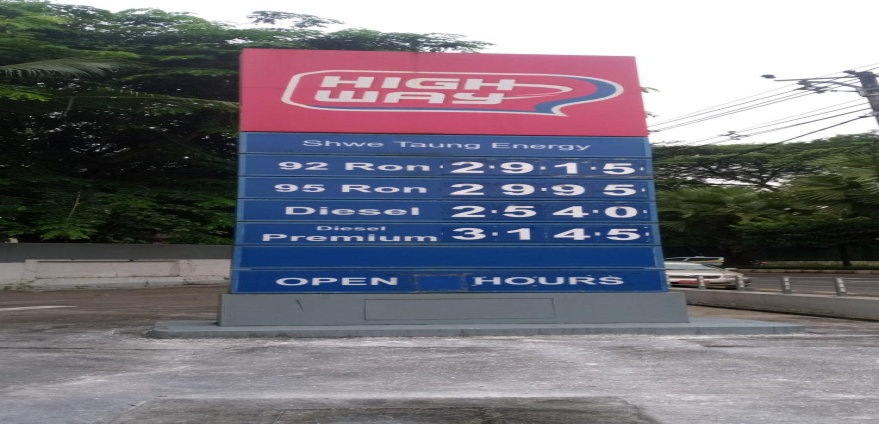 HIGH
WAY
Shwe Taung Energy
92 Ron 2915
95 Ron 2995
Diesel 2540
Diesel
Premium 3145
OPEN HOURS